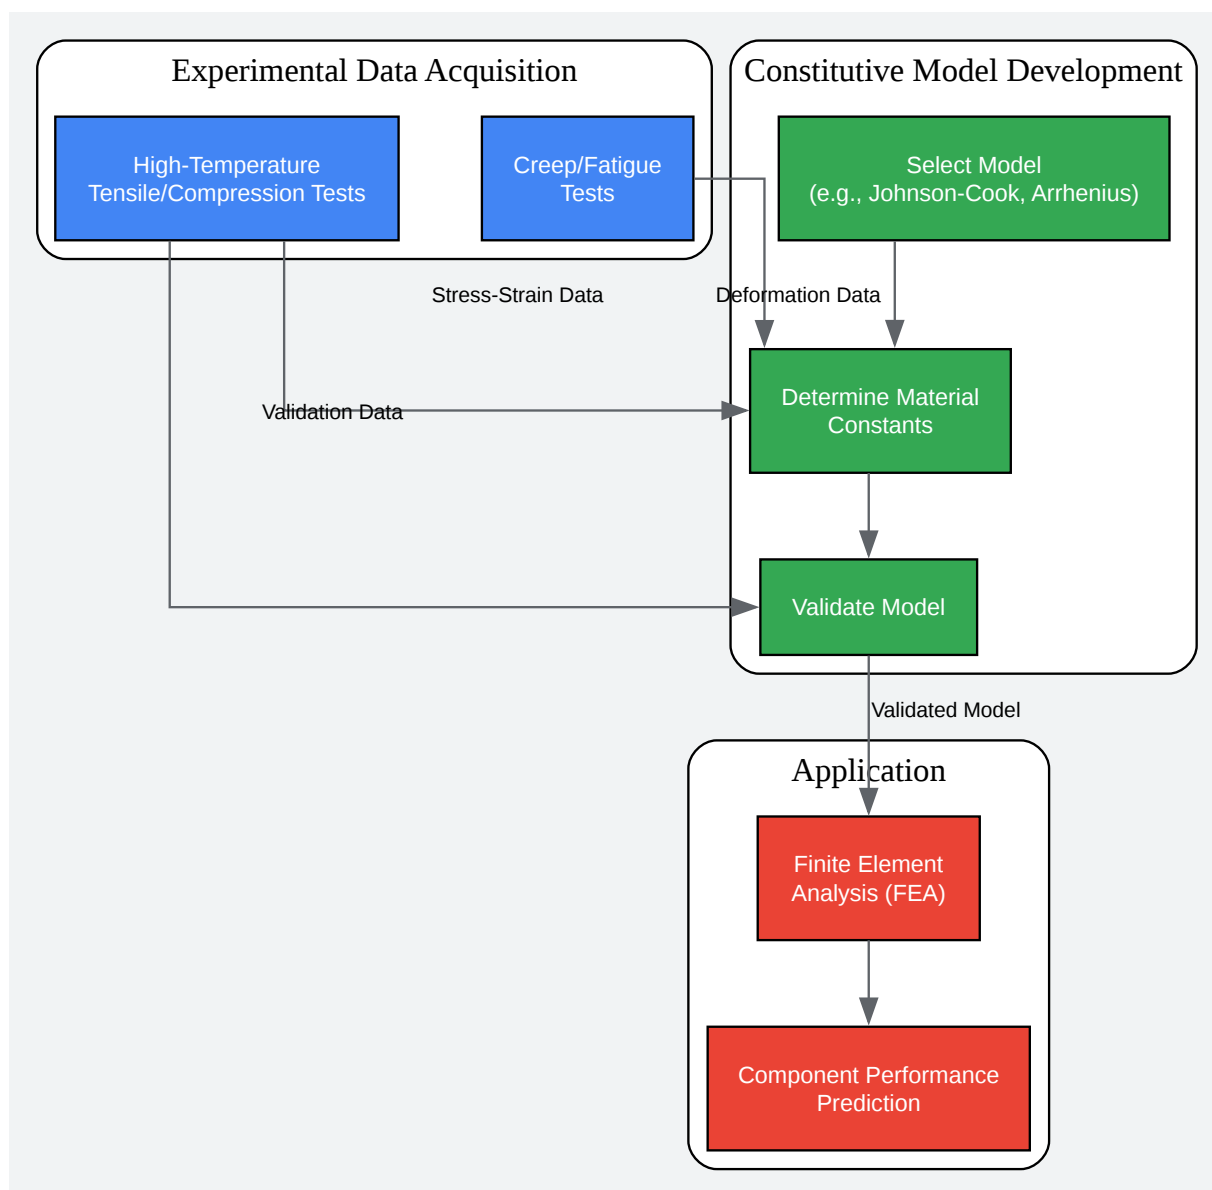 Experimental Data Acquisition
High-Temperature
Tensile/Compression Tests
Creep/Fatigue
Tests
Constitutive Model Development
Select Model
(e.g., Johnson-Cook, Arrhenius)
Stress-Strain Data
Deformation Data
Validation Data
Determine Material
Constants
Validate Model
Validated Model
Application
Finite Element
Analysis (FEA)
Component Performance
Prediction